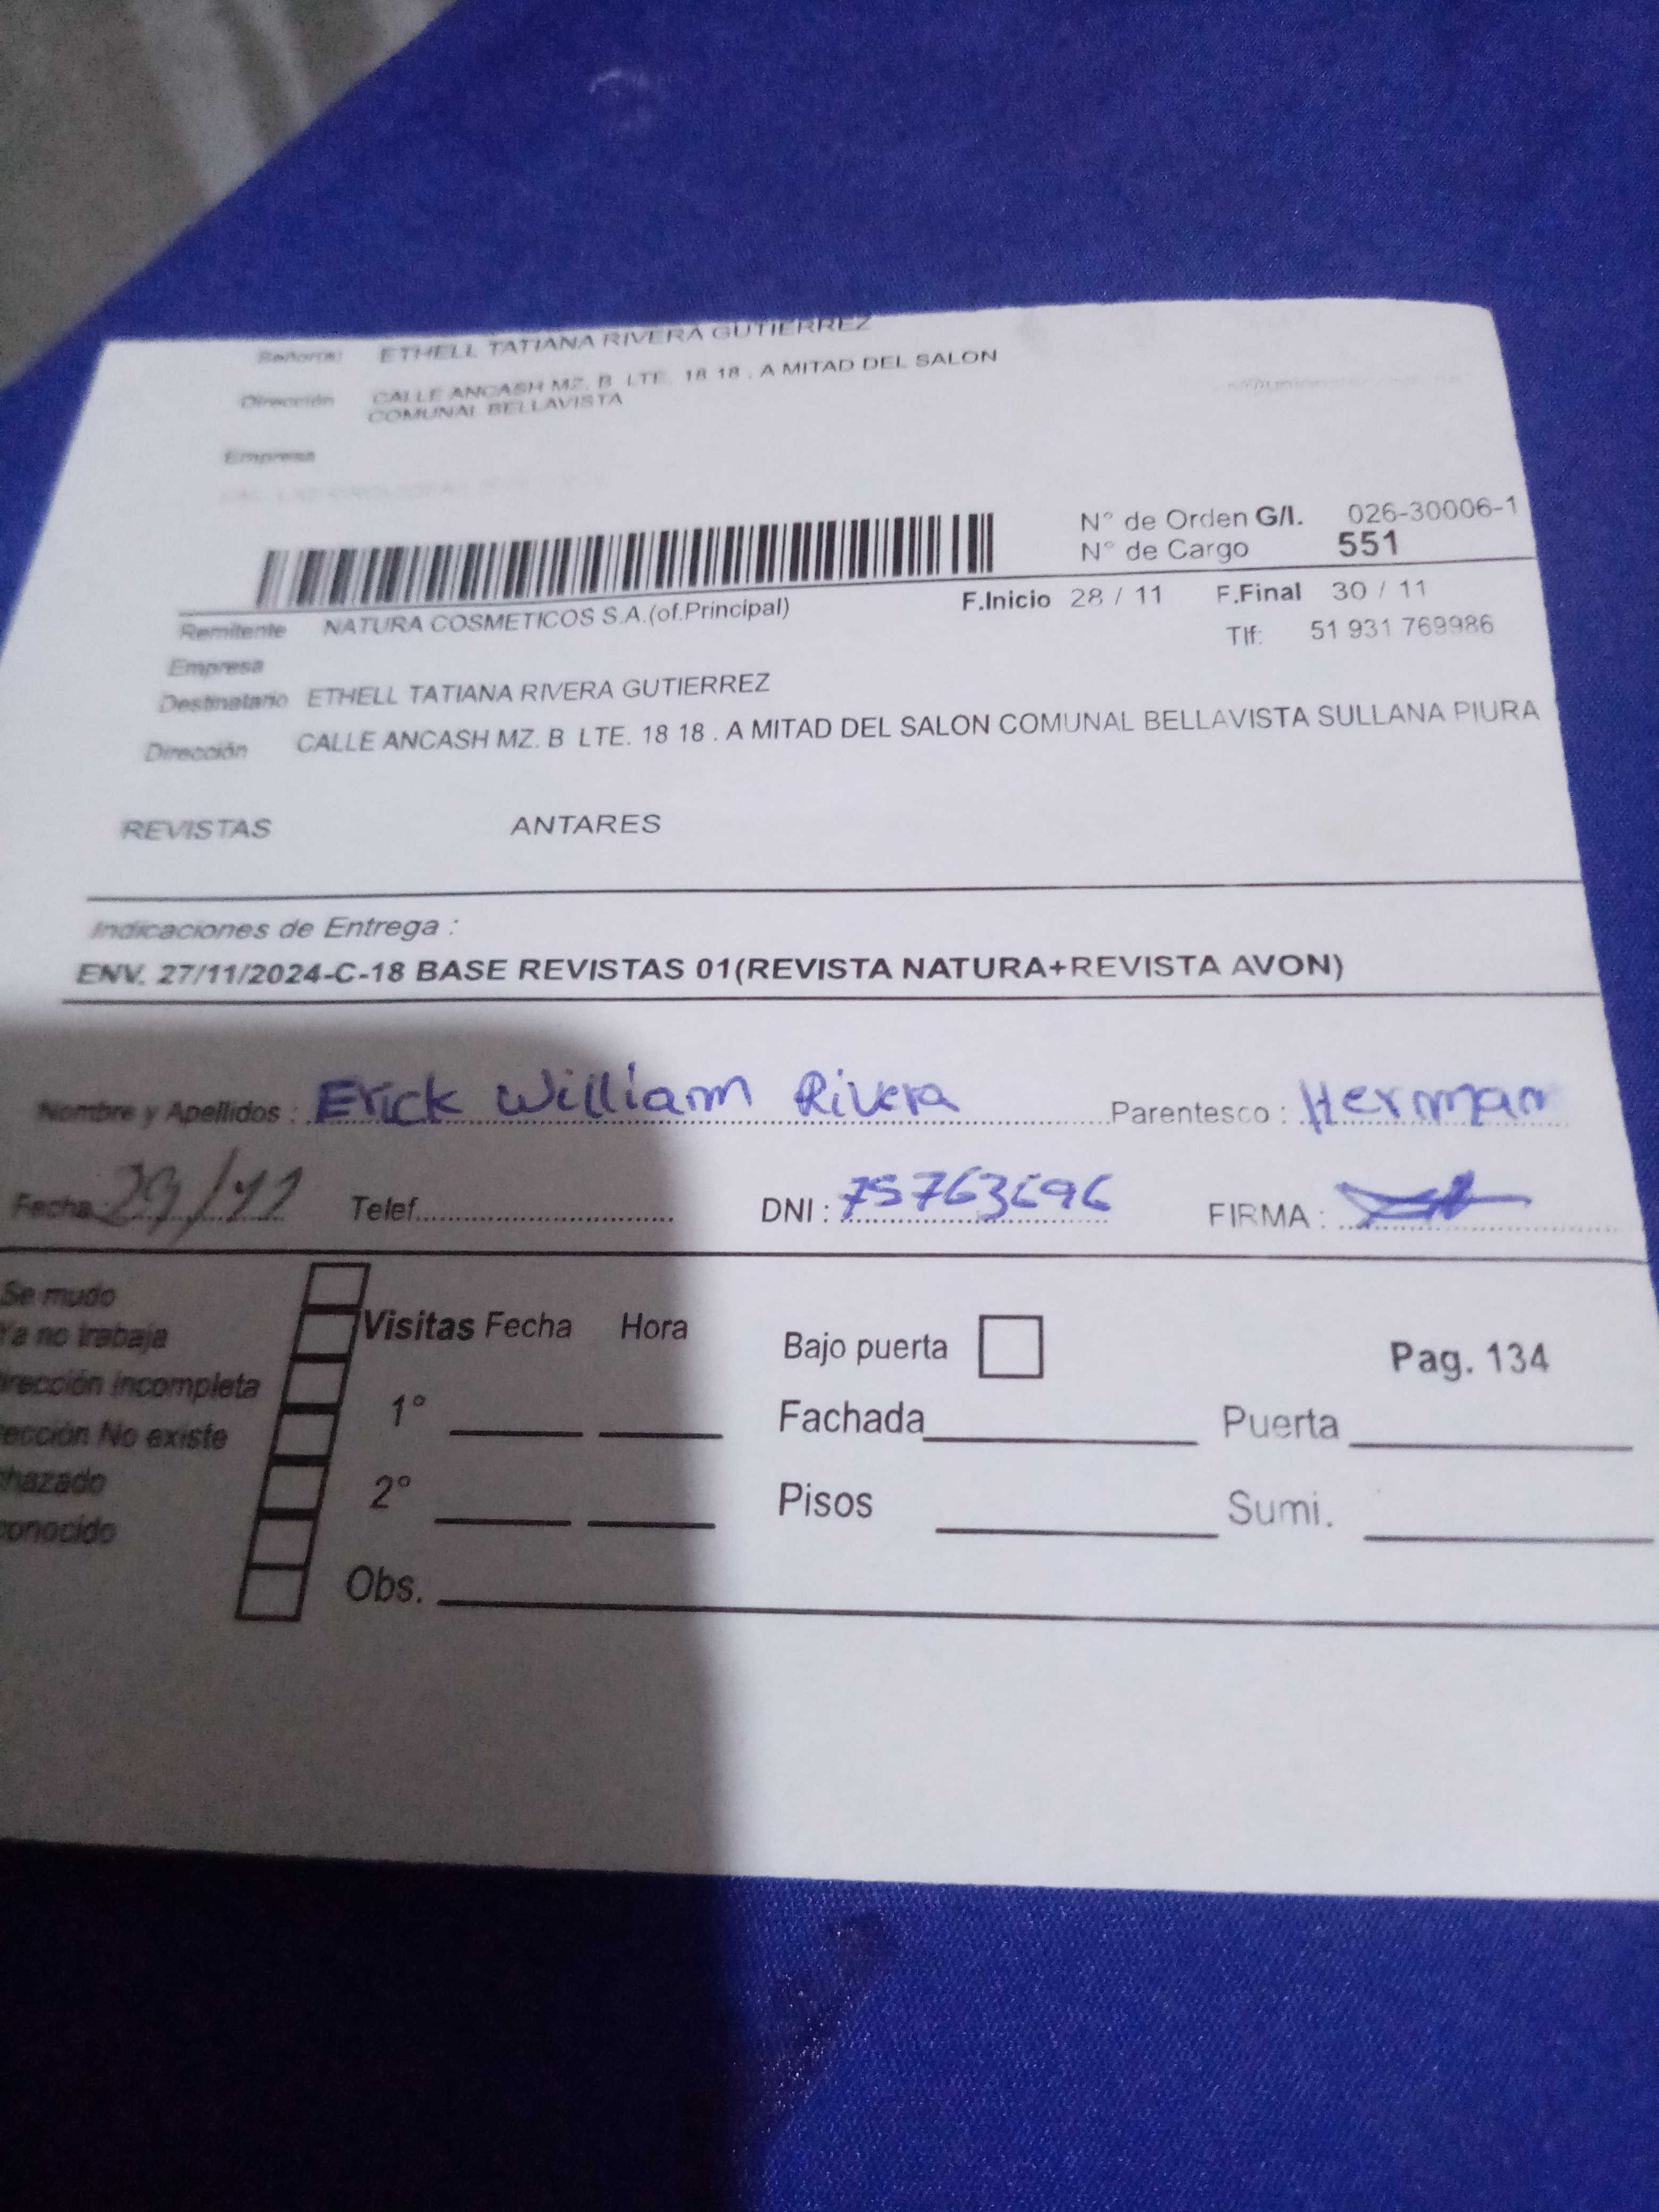 Señor(a) ETHELL TATIANA RIVERA GUTIERREZ
Dirección CALLE ANCASH MZ. B LTE. 18 18 . A MITAD DEL SALON
COMUNAL BELLAVISTA
Empresa
N° de Orden G/I. 026-30006-1
N° de Cargo 551
Remitente NATURA COSMETICOS S.A.(of.Principal) F.Inicio 28 / 11 F.Final 30 / 11
Empresa Tlf: 51 931 769986
Destinatario ETHELL TATIANA RIVERA GUTIERREZ
Dirección CALLE ANCASH MZ. B LTE. 18 18 . A MITAD DEL SALON COMUNAL BELLAVISTA SULLANA PIURA
REVISTAS ANTARES
Indicaciones de Entrega :
ENV. 27/11/2024-C-18 BASE REVISTAS 01(REVISTA NATURA+REVISTA AVON)
Nombre y Apellidos : Erick William Rivera Parentesco : Herman
Fecha 29/11 Telef. DNI : 75763696 FIRMA :
Se mudo
Ya no trabaja Visitas Fecha Hora Bajo puerta Pag. 134
irección incompleta 1° Fachada Puerta
ección No existe
hazado 2° Pisos Sumi.
conocido
Obs.